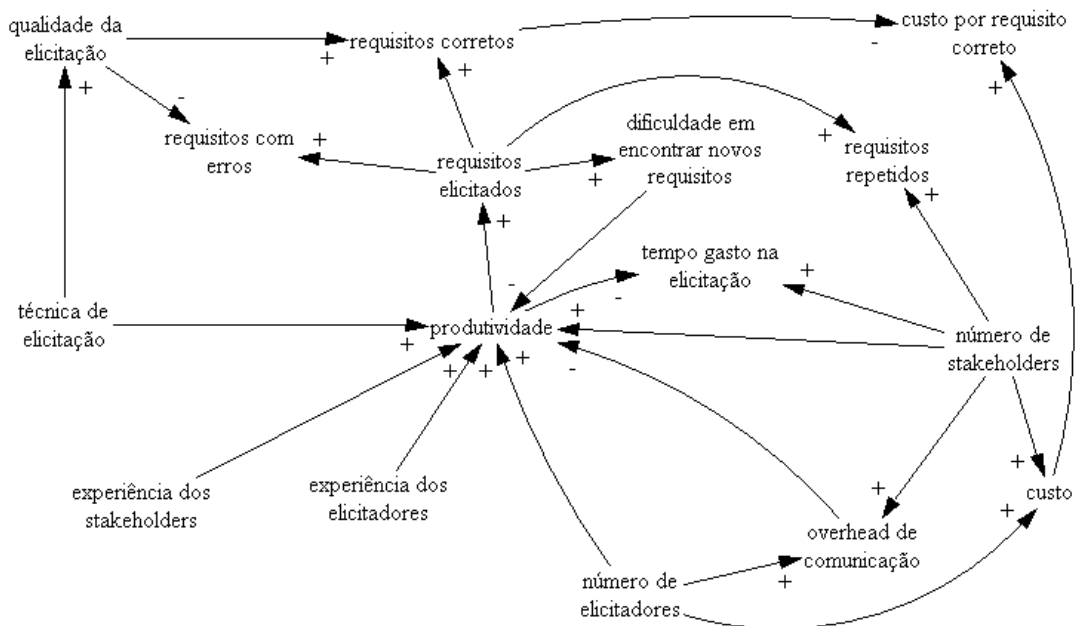 qualidade da
elicitação
requisitos corretos
custo por requisito
correto
+
-
+
+
+
-
requisitos com
erros
+
requisitos
elicitados
dificuldade em
encontrar novos
requisitos
+
requisitos
repetidos
+
+
+
tempo gasto na
elicitação
+
-
-
+
técnica de
elicitação
produtividade
número de
stakeholders
+
+
+
+
-
experiência dos
stakeholders
experiência dos
elicitadores
+
+
custo
+
overhead de
comunicação
número de
elicitadores
+